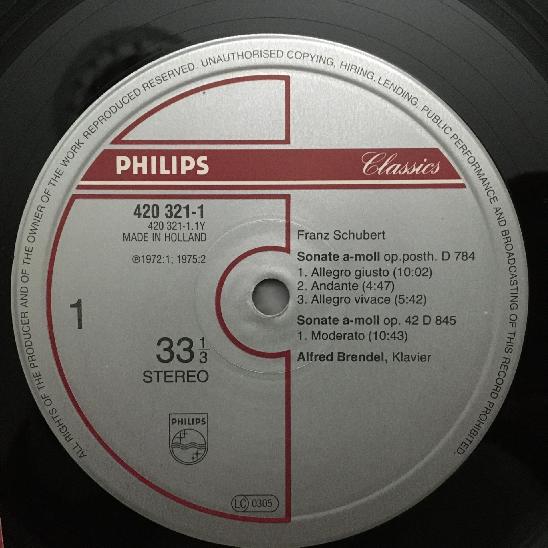 ALL RIGHTS OF THE PRODUCER AND OF THE OWNER OF THE WORK REPRODUCED RESERVED. UNAUTHORISED COPYING, HIRING, LENDING, PUBLIC PERFORMANCE AND BROADCASTING OF THIS RECORD PROHIBITED.
PHILIPS Classics
420 321-1
420 321-1.1Y
MADE IN HOLLAND
℗1972:1; 1975:2
1
33 1/3
STEREO
PHILIPS
LC 0305
Franz Schubert
Sonate a-moll op.posth. D 784
1. Allegro giusto (10:02)
2. Andante (4:47)
3. Allegro vivace (5:42)
Sonate a-moll op. 42 D 845
1. Moderato (10:43)
Alfred Brendel, Klavier